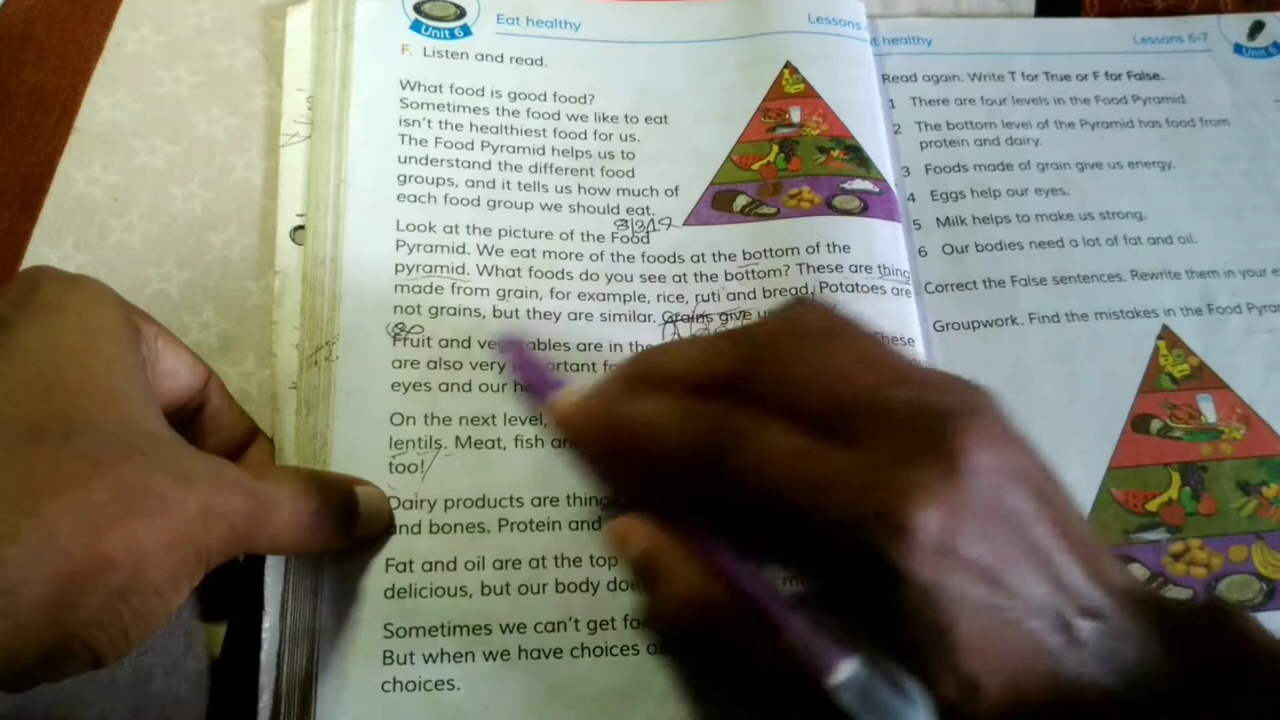 Unit 6
Eat healthy
Lessons
F. Listen and read.
What food is good food?
Sometimes the food we like to eat
isn't the healthiest food for us.
The Food Pyramid helps us to
understand the different food
groups, and it tells us how much of
each food group we should eat.
Look at the picture of the Food
Pyramid. We eat more of the foods at the bottom of the
pyramid. What foods do you see at the bottom? These are thing
made from grain, for example, rice, ruti and bread. Potatoes are
not grains, but they are similar. Grains give
Fruit and vegetables are in the
are also very important
eyes and our
On the next level,
lentils. Meat, fish
too!
Dairy products are
and bones. Protein and
Fat and oil are at the top
delicious, but our body
Sometimes we can't get
But when we have choices
choices.
healthy
Lessons 6-7
Unit 6
Read again. Write T for True or F for False.
1 There are four levels in the Food Pyramid.
2 The bottom level of the Pyramid has food from
protein and dairy.
3 Foods made of grain give us energy.
4 Eggs help our eyes.
5 Milk helps to make us strong.
6 Our bodies need a lot of fat and oil.
Correct the False sentences. Rewrite them in your
Groupwork. Find the mistakes in the Food